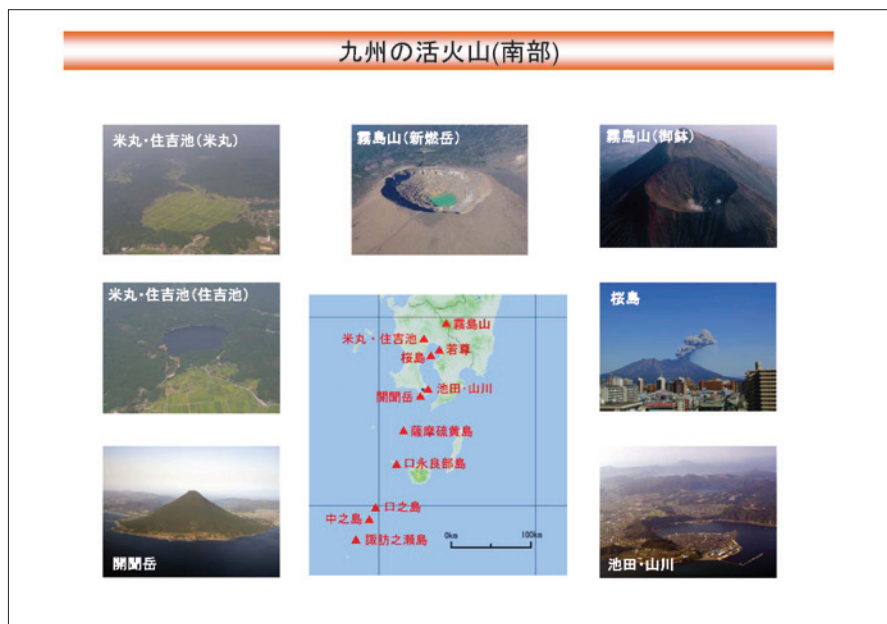 九州の活火山(南部)
米丸・住吉池(米丸)
霧島山(新燃岳)
霧島山(御鉢)
米丸・住吉池(住吉池)
桜島
霧島山
米丸・住吉池
若尊
桜島
池田・山川
開聞岳
薩摩硫黄島
口永良部島
口之島
中之島
諏訪之瀬島
0km
100km
開聞岳
池田・山川